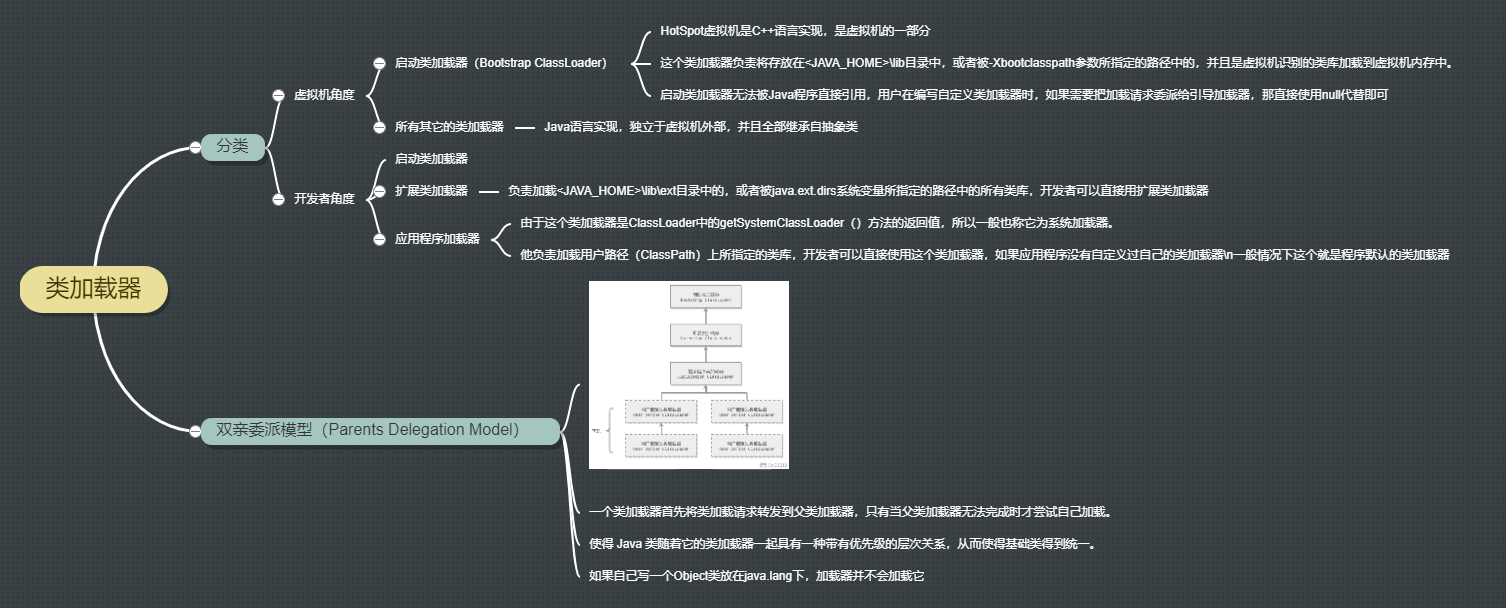 HotSpot虚拟机是C++语言实现，是虚拟机的一部分
启动类加载器（Bootstrap ClassLoader）
这个类加载器负责将存放在<JAVA_HOME>\lib目录中，或者被-Xbootclasspath参数所指定的路径中的，并且是虚拟机识别的类库加载到虚拟机内存中。
虚拟机角度
启动类加载器无法被Java程序直接引用，用户在编写自定义类加载器时，如果需要把加载请求委派给引导加载器，那直接使用null代替即可
所有其它的类加载器
Java语言实现，独立于虚拟机外部，并且全部继承自抽象类
分类
启动类加载器
开发者角度
扩展类加载器
负责加载<JAVA_HOME>\lib\ext目录中的，或者被java.ext.dirs系统变量所指定的路径中的所有类库，开发者可以直接用扩展类加载器
应用程序加载器
由于这个类加载器是ClassLoader中的getSystemClassLoader（）方法的返回值，所以一般也称它为系统加载器。
他负责加载用户路径（ClassPath）上所指定的类库，开发者可以直接使用这个类加载器，如果应用程序没有自定义过自己的类加载器\n一般情况下这个就是程序默认的类加载器
类加载器
双亲委派模型（Parents Delegation Model）
一个类加载器首先将类加载请求转发到父类加载器，只有当父类加载器无法完成时才尝试自己加载。
使得 Java 类随着它的类加载器一起具有一种带有优先级的层次关系，从而使得基础类得到统一。
如果自己写一个Object类放在java.lang下，加载器并不会加载它